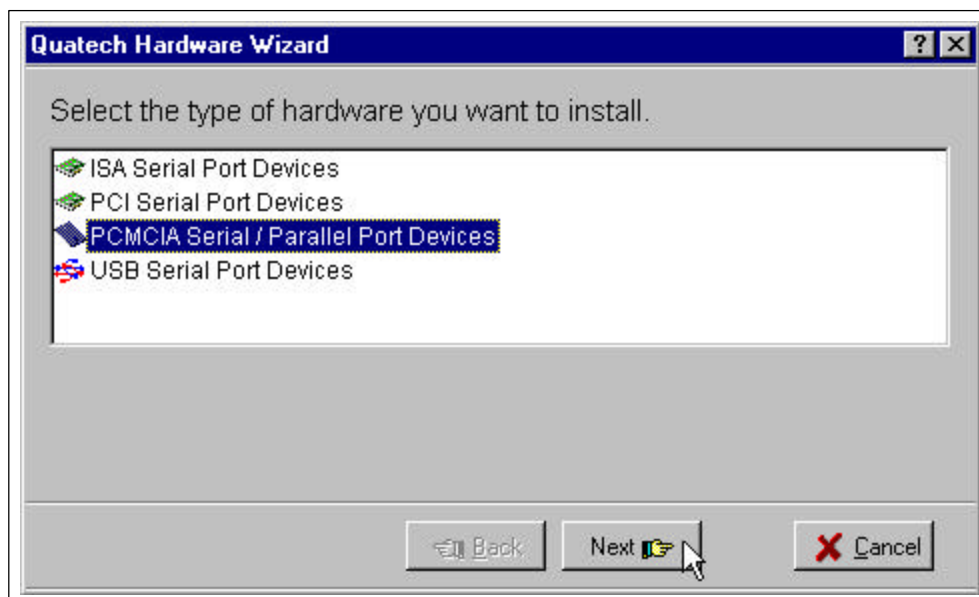 Quatech Hardware Wizard
Select the type of hardware you want to install.
ISA Serial Port Devices
PCI Serial Port Devices
PCMCIA Serial / Parallel Port Devices
USB Serial Port Devices
Back Next Cancel